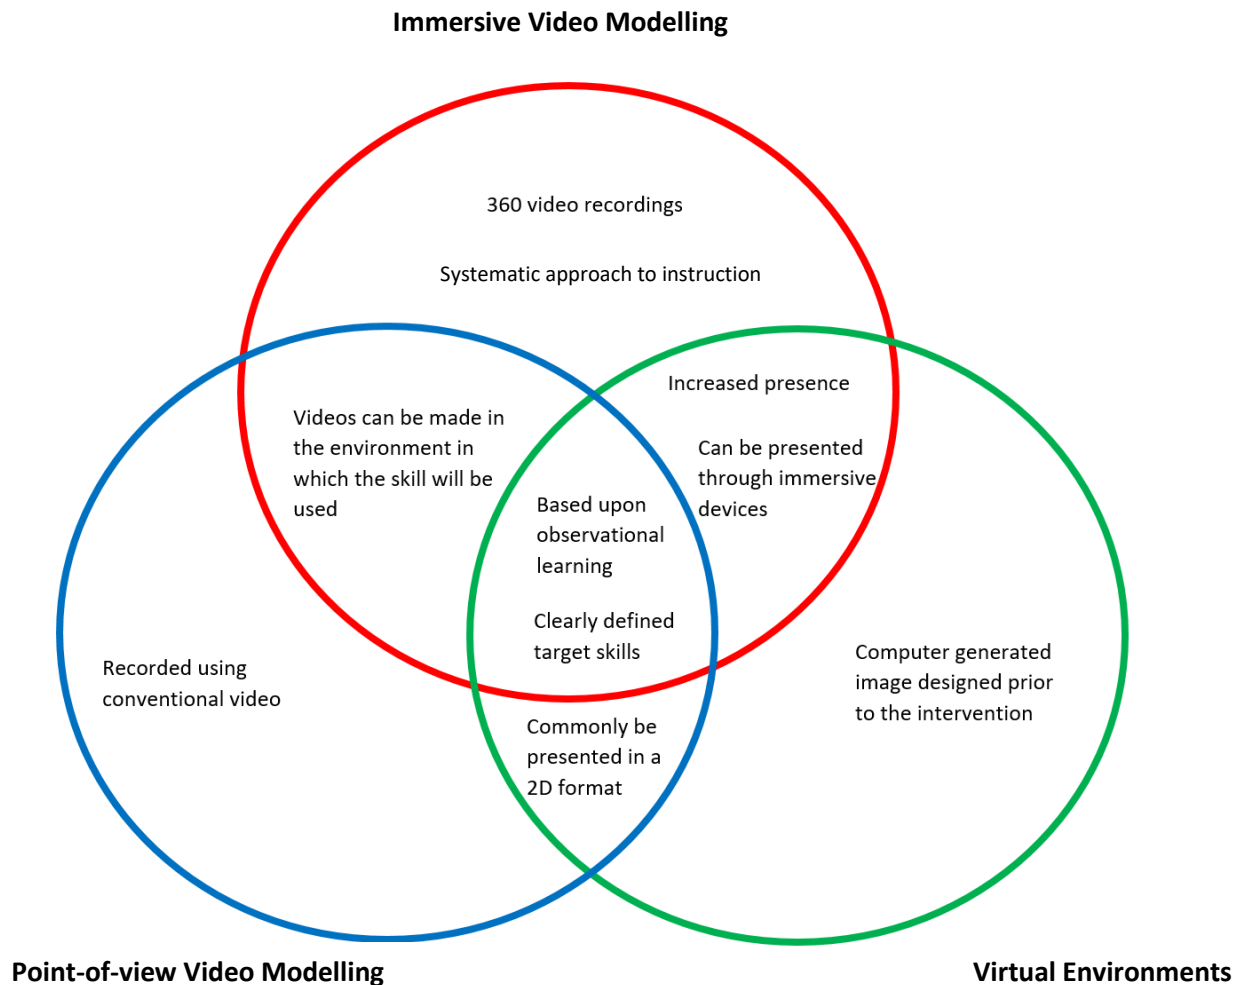 Immersive Video Modelling
360 video recordings
Systematic approach to instruction
Increased presence
Videos can be made in
the environment in
which the skill will be
used
Can be presented
through immersive
devices
Based upon
observational
learning
Clearly defined
target skills
Recorded using
conventional video
Computer generated
image designed prior
to the intervention
Commonly be
presented in a
2D format
Point-of-view Video Modelling
Virtual Environments